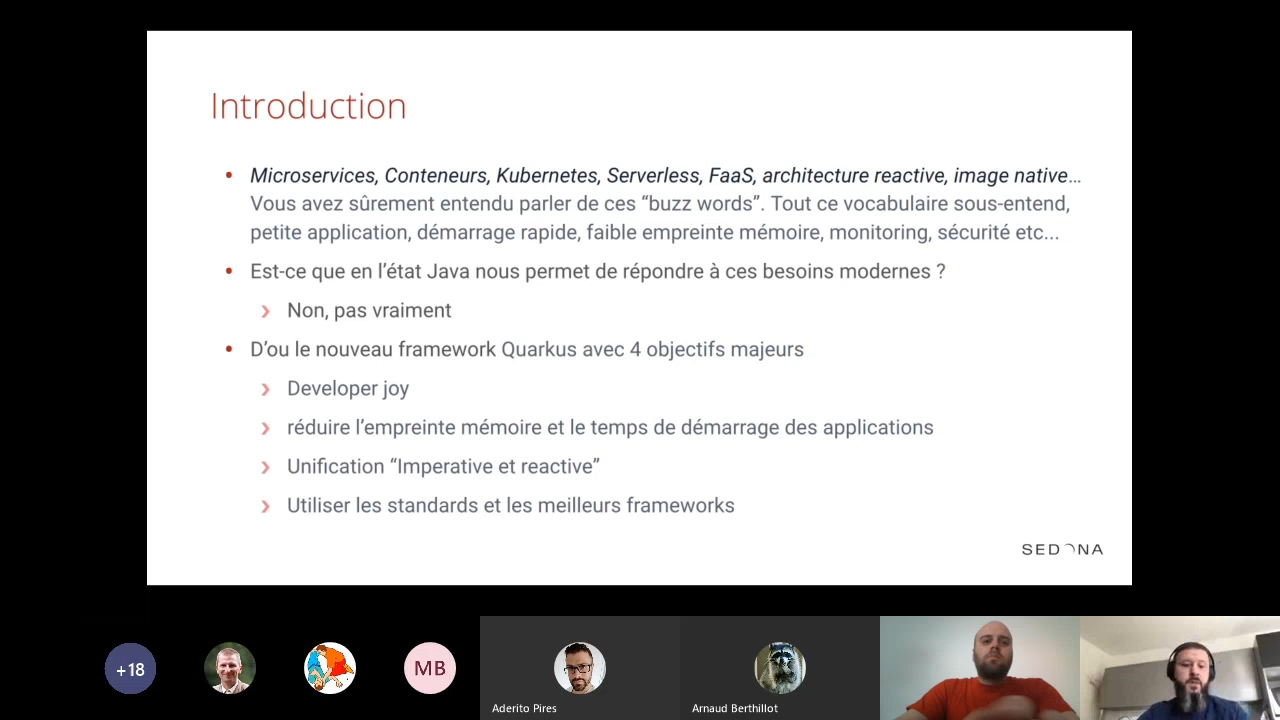 Introduction
• Microservices, Conteneurs, Kubernetes, Serverless, FaaS, architecture reactive, image native…
Vous avez sûrement entendu parler de ces “buzz words”. Tout ce vocabulaire sous-entend,
petite application, démarrage rapide, faible empreinte mémoire, monitoring, sécurité etc...
• Est-ce que en l’état Java nous permet de répondre à ces besoins modernes ?
› Non, pas vraiment
• D’ou le nouveau framework Quarkus avec 4 objectifs majeurs
› Developer joy
› réduire l’empreinte mémoire et le temps de démarrage des applications
› Unification “Imperative et reactive”
› Utiliser les standards et les meilleurs frameworks
SEDONA
+18
MB
Aderito Pires
Arnaud Berthillot